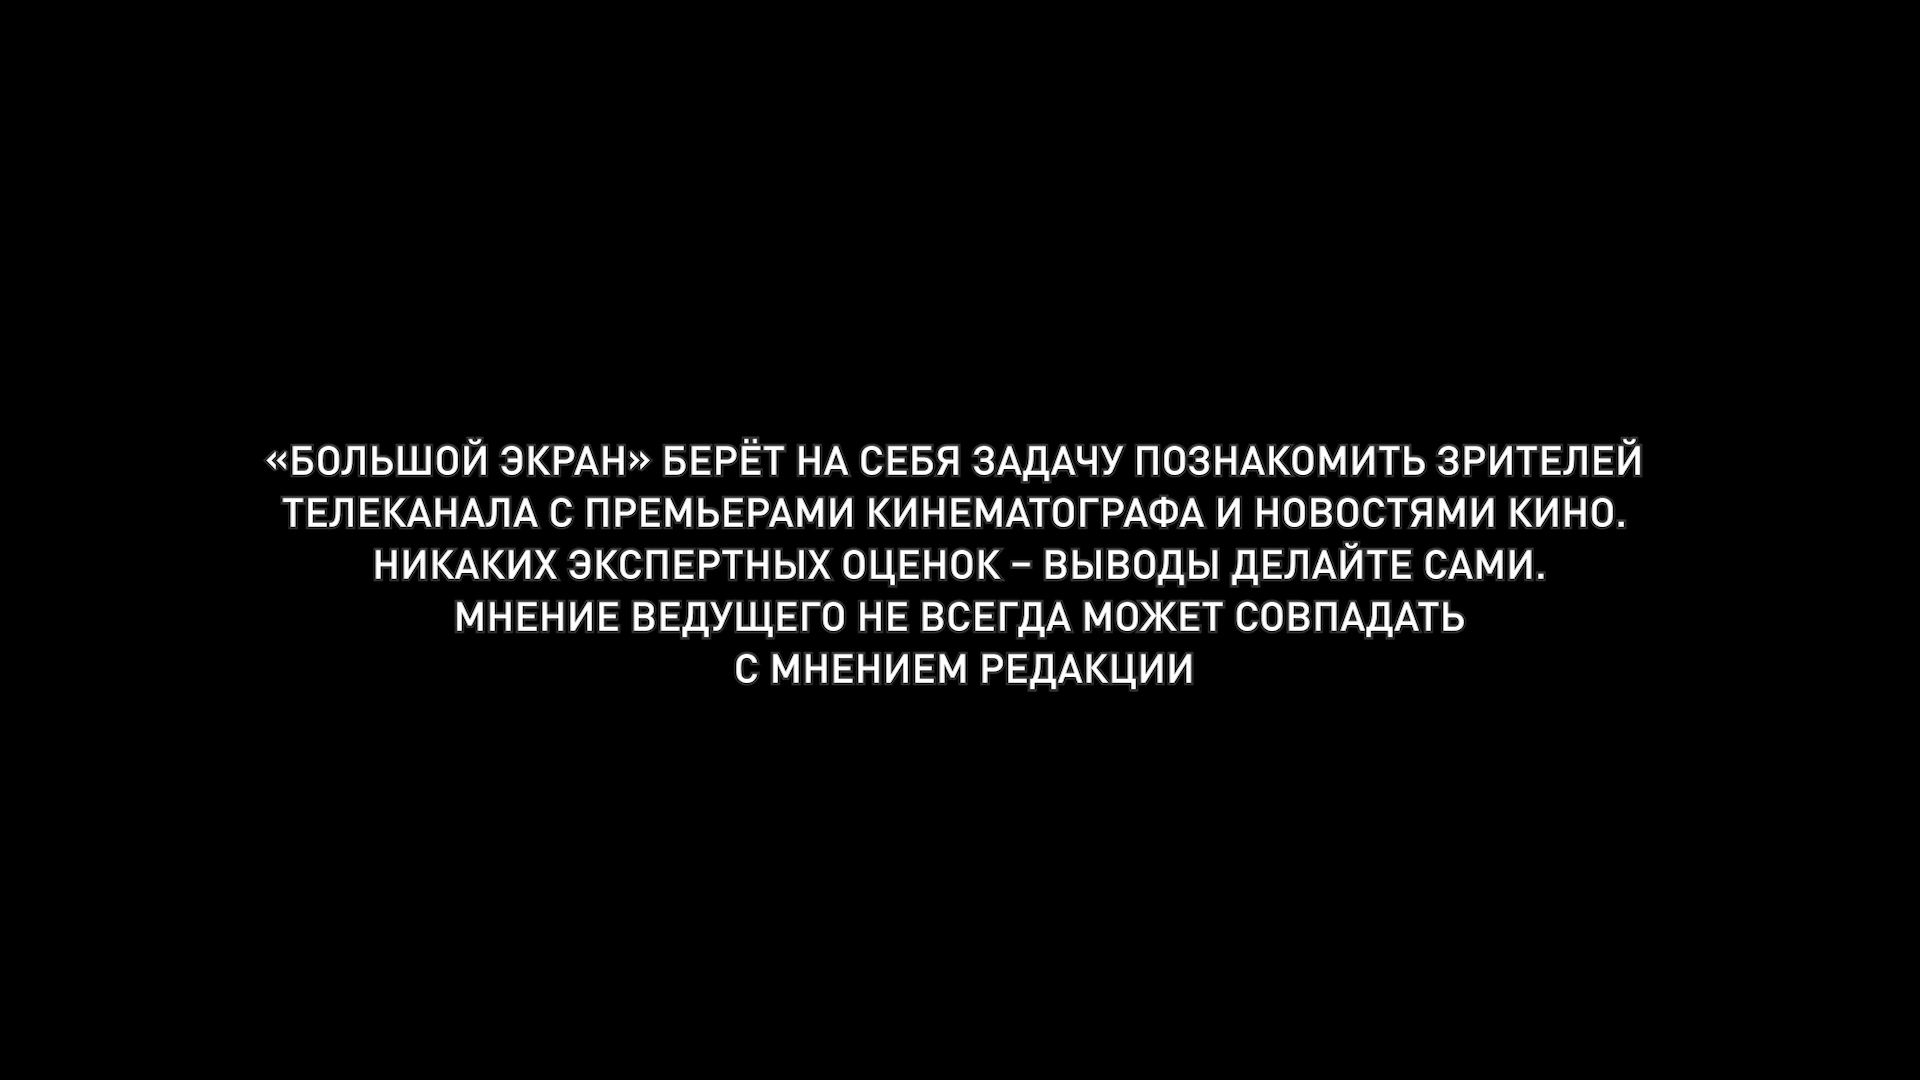 «БОЛЬШОЙ ЭКРАН» БЕРЁТ НА СЕБЯ ЗАДАЧУ ПОЗНАКОМИТЬ ЗРИТЕЛЕЙ
ТЕЛЕКАНАЛА С ПРЕМЬЕРАМИ КИНЕМАТОГРАФА И НОВОСТЯМИ КИНО.
НИКАКИХ ЭКСПЕРТНЫХ ОЦЕНОК – ВЫВОДЫ ДЕЛАЙТЕ САМИ.
МНЕНИЕ ВЕДУЩЕГО НЕ ВСЕГДА МОЖЕТ СОВПАДАТЬ
С МНЕНИЕМ РЕДАКЦИИ